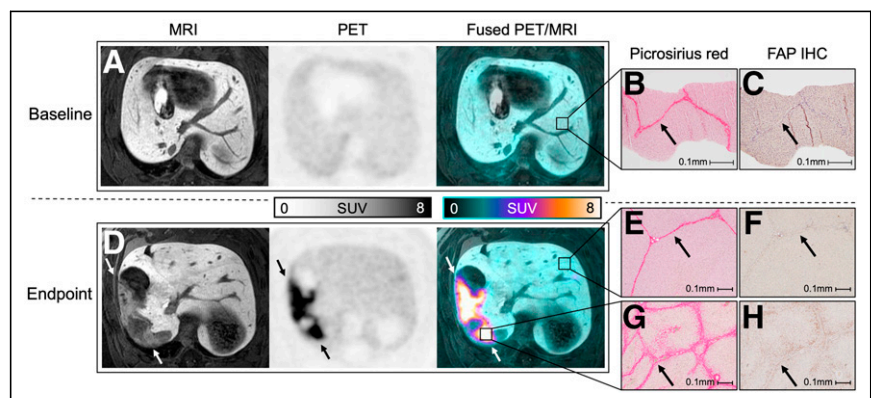 MRI PET Fused PET/MRI
Picrosirius red FAP IHC
A B C
Baseline
0.1mm 0.1mm
0 SUV 8 0 SUV 8
D E F
0.1mm 0.1mm
Endpoint
G H
0.1mm 0.1mm